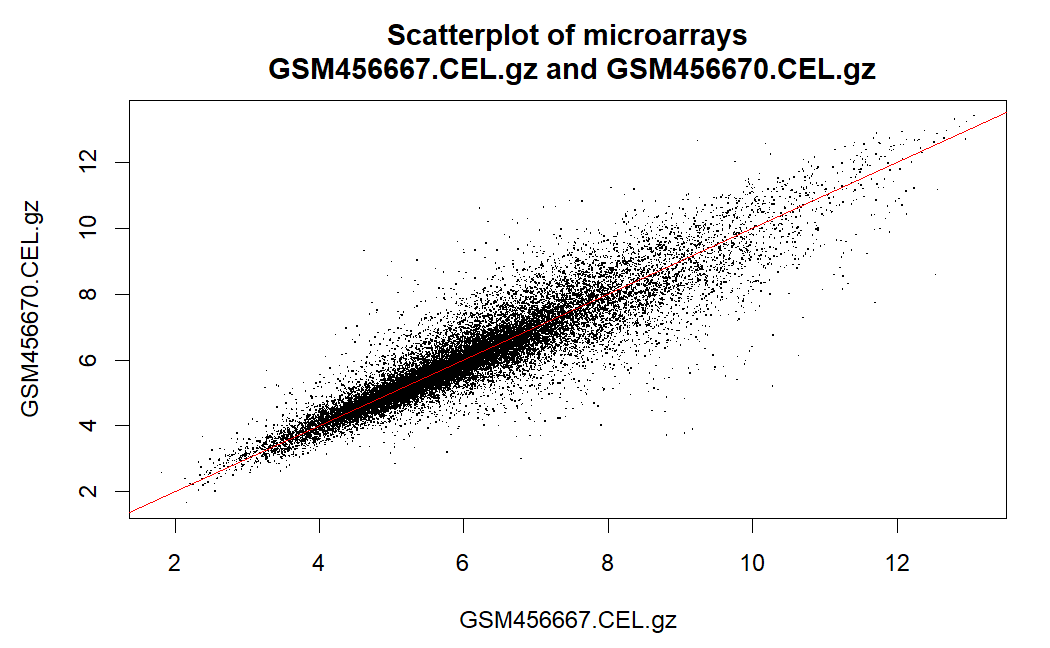 Scatterplot of microarrays
GSM456667.CEL.gz and GSM456670.CEL.gz
GSM456670.CEL.gz
12
10
8
6
4
2
2 4 6 8 10 12
GSM456667.CEL.gz